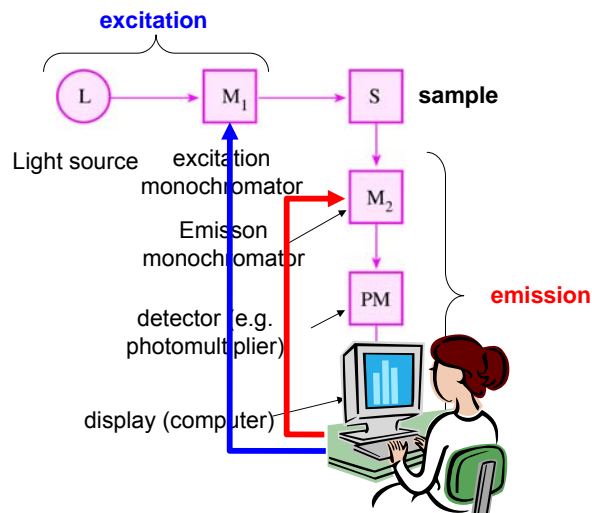 excitation
L
M1
S
sample
Light source
excitation
monochromator
M2
Emisson
monochromator
PM
emission
detector (e.g.
photomultiplier)
display (computer)